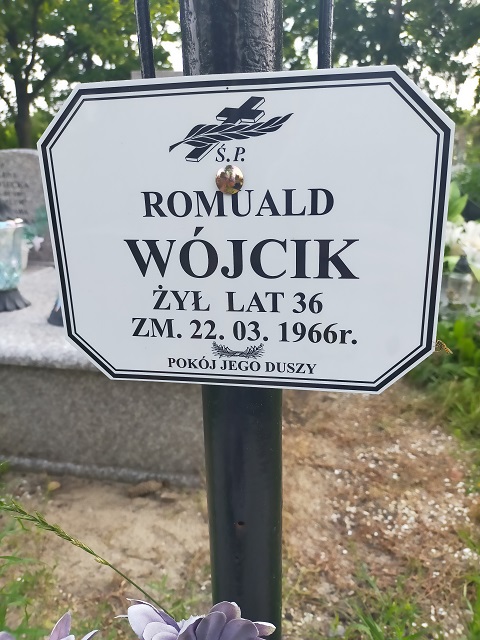 Ś.P.
ROMUALD
WÓJCIK
ŻYŁ LAT 36
ZM. 22. 03. 1966r.
POKÓJ JEGO DUSZY